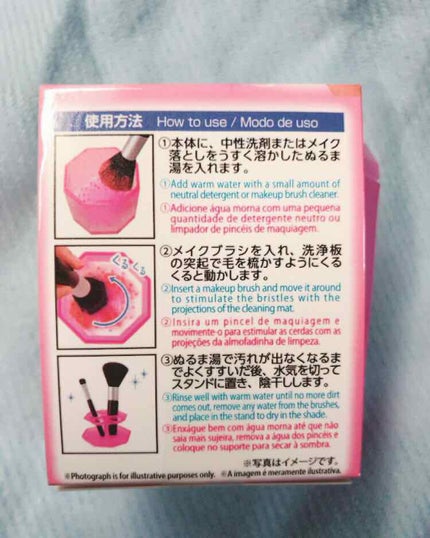 使用方法 How to use / Modo de uso
①本体に、中性洗剤またはメイク
落としをうすく溶かしたぬるま
湯を入れます。
①Add warm water with a small amount of
neutral detergent or makeup brush cleaner.
①Adicione água morna com uma pequena
quantidade de detergente neutro ou
limpador de pincéis de maquiagem.
くるくる
②メイクブラシを入れ、洗浄板
の突起で毛を梳かすようにくる
くると動かします。
②Insert a makeup brush and move it around
to stimulate the bristles with the
projections of the cleaning mat.
②Insira um pincel de maquiagem e
movimente-o para estimular as cerdas com as
projeções da almofadinha de limpeza.
③ぬるま湯で汚れが出なくなるま
でよくすすいだ後、水気を切って
スタンドに置き、陰干しします。
③Rinse well with warm water until no more dirt
comes out, remove any water from the brushes,
and place in the stand to dry in the shade.
③Enxágue bem com água morna até que não
saia mais sujeira, remova a água dos pincéis e
coloque no suporte para secar à sombra.
※写真はイメージです。
※Photograph is for illustrative purposes only. ※A imagem é meramente ilustrativa.